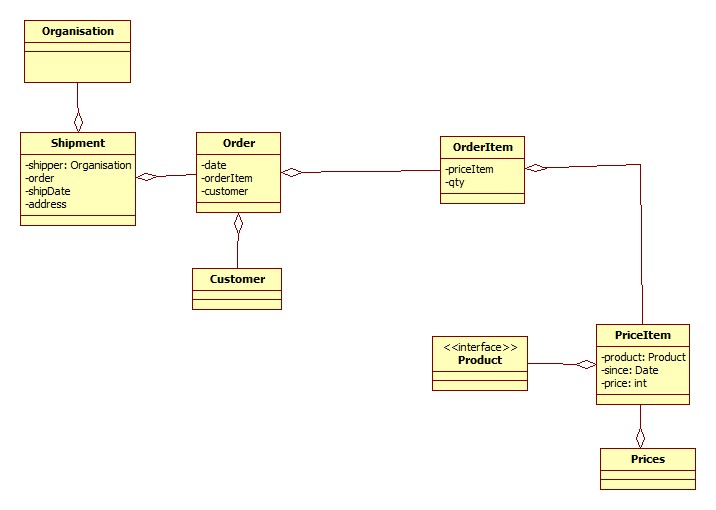 Organisation
Shipment
-shipper: Organisation
-order
-shipDate
-address
Order
-date
-orderItem
-customer
OrderItem
-priceItem
-qty
Customer
<<interface>>
Product
PriceItem
-product: Product
-since: Date
-price: int
Prices